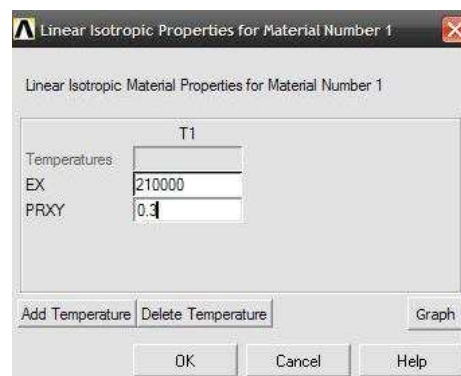 Linear Isotropic Properties for Material Number 1
Linear Isotropic Material Properties for Material Number 1
T1
Temperatures
EX 210000
PRXY 0.3
Add Temperature Delete Temperature Graph
OK Cancel Help